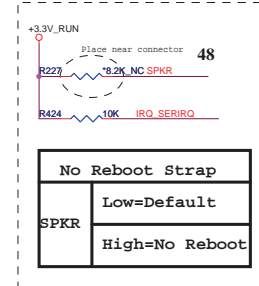 +3.3V_RUN
Place near connector
48
R227 *8.2K_NC SPKR
R424 10K IRQ_SERIRQ
No Reboot Strap
SPKR
Low=Default
High=No Reboot